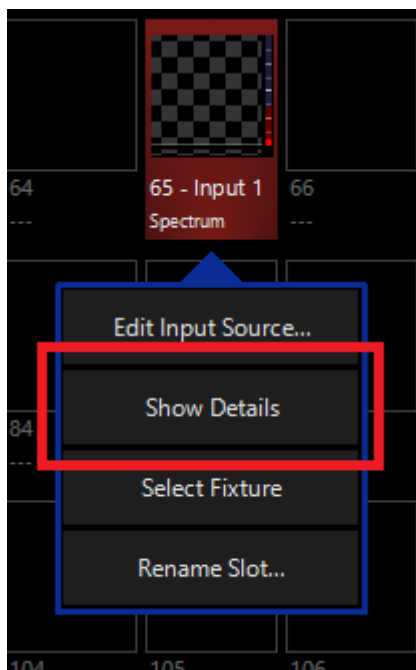 64
65 - Input 1
66
---
Spectrum
---
Edit Input Source...
Show Details
84
---
Select Fixture
Rename Slot...
104
105
106